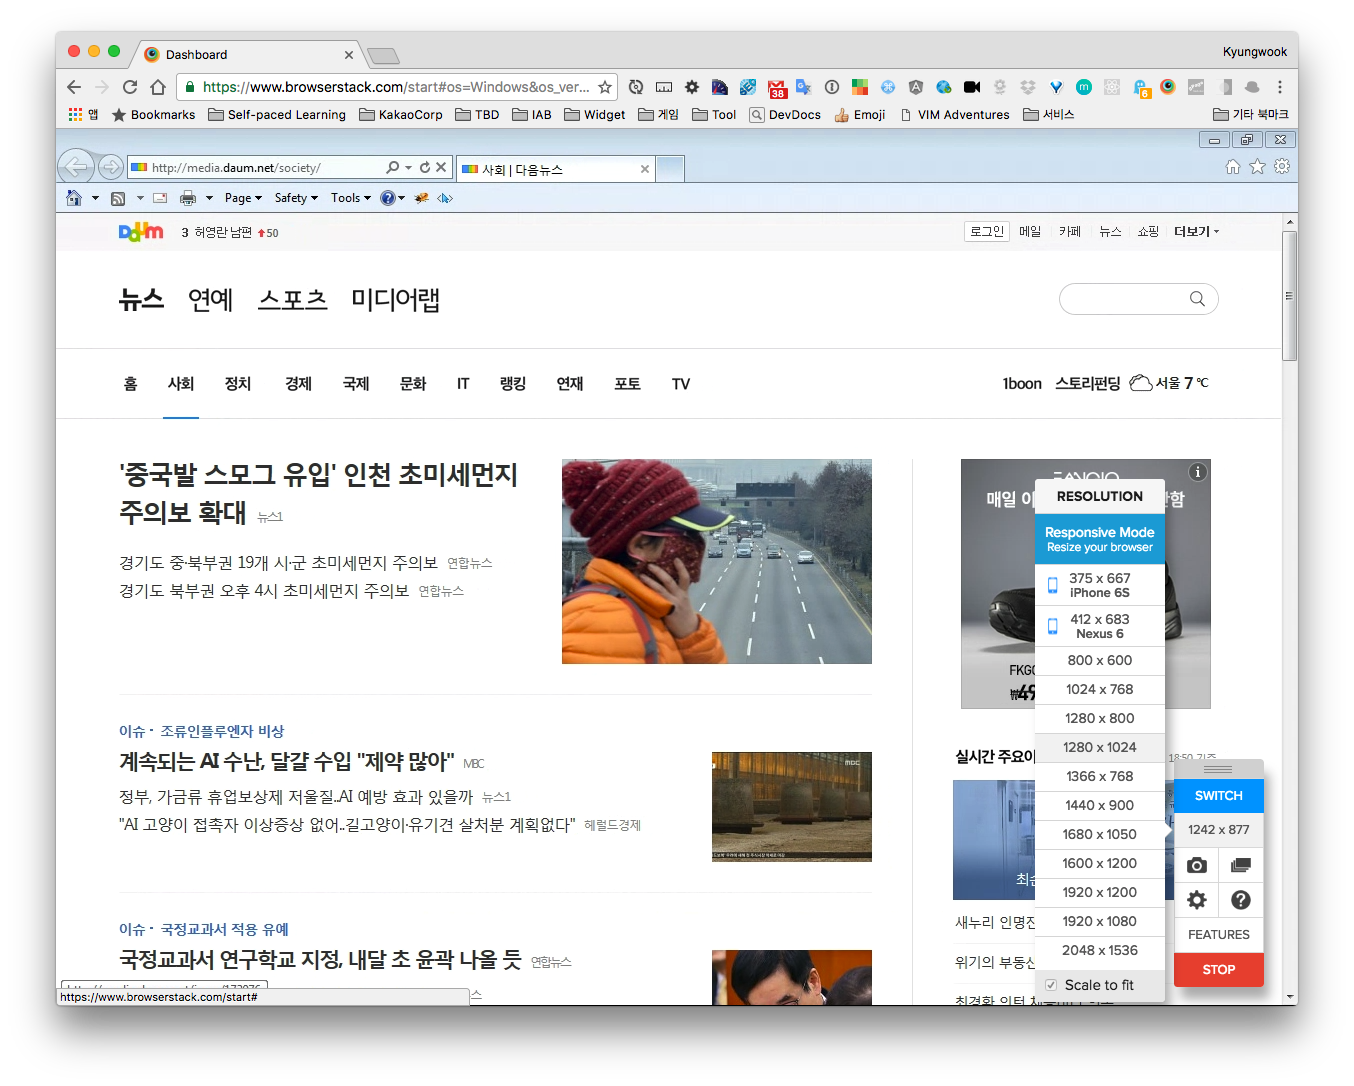 Dashboard
Kyungwook
https://www.browserstack.com/start#os=Windows&os_ver...
38
6
앱 Bookmarks Self-paced Learning KakaoCorp TBD IAB Widget 게임 Tool DevDocs Emoji VIM Adventures 서비스 기타 북마크
http://media.daum.net/society/
사회 | 다음뉴스
Page Safety Tools
Daum 3 허영란 남편 50 로그인 메일 카페 뉴스 쇼핑 더보기
뉴스 연예 스포츠 미디어랩
홈 사회 정치 경제 국제 문화 IT 랭킹 연재 포토 TV 1boon 스토리펀딩 서울 7 ℃
'중국발 스모그 유입' 인천 초미세먼지
주의보 확대 뉴스1
경기도 중·북부권 19개 시·군 초미세먼지 주의보 연합뉴스
경기도 북부권 오후 4시 초미세먼지 주의보 연합뉴스
이슈 · 조류인플루엔자 비상
계속되는 AI 수난, 달걀 수입 "제약 많아" MBC
정부, 가금류 휴업보상제 저울질..AI 예방 효과 있을까 뉴스1
"AI 고양이 접촉자 이상증상 없어..길고양이·유기견 살처분 계획없다" 헤럴드경제
이슈 · 국정교과서 적용 유예
국정교과서 연구학교 지정, 내달 초 윤곽 나올 듯 연합뉴스
https://www.browserstack.com/start#
매일
실시간 주요
18:50 기준
새누리 인명진
위기의 부동산
RESOLUTION
Responsive Mode
Resize your browser
375 x 667
iPhone 6S
412 x 683
Nexus 6
800 x 600
1024 x 768
1280 x 800
1280 x 1024
1366 x 768
1440 x 900
1680 x 1050
1600 x 1200
1920 x 1200
1920 x 1080
2048 x 1536
Scale to fit
SWITCH
1242 x 877
FEATURES
STOP